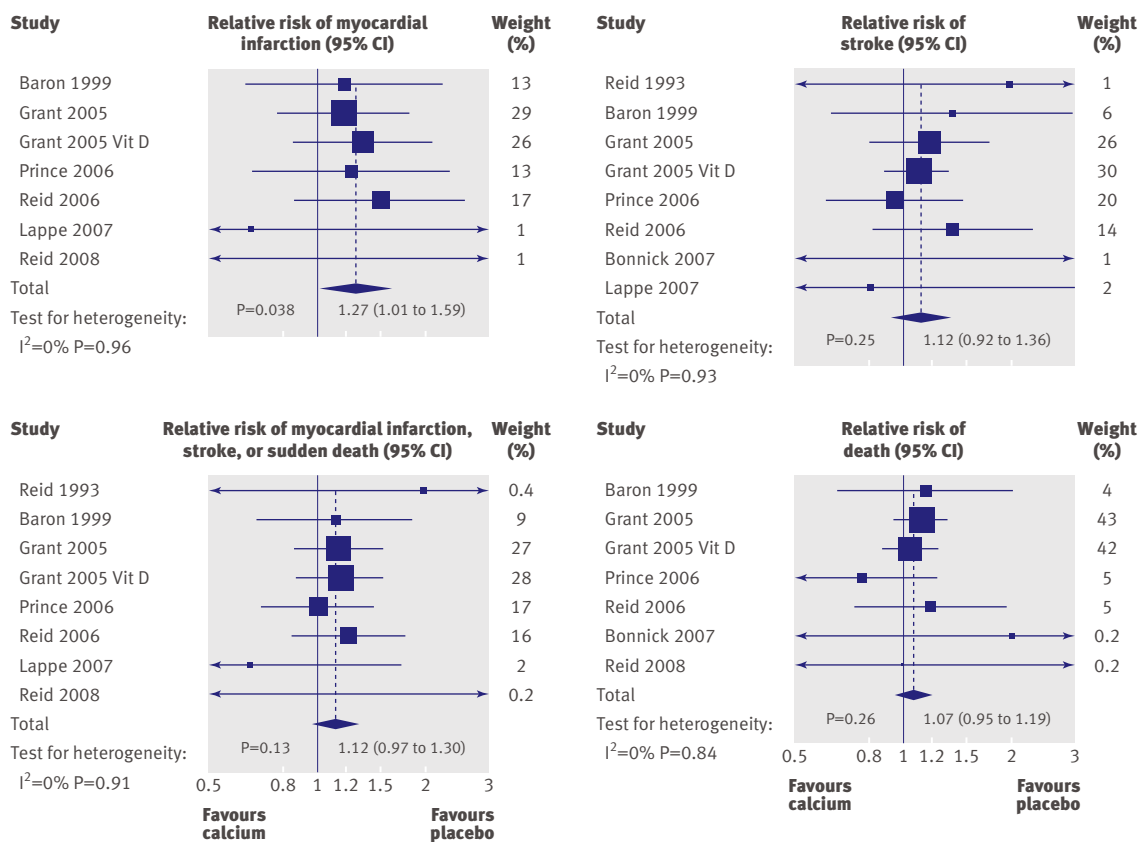 Study Relative risk of myocardial Weight
infarction (95% CI) (%)
Baron 1999 13
Grant 2005 29
Grant 2005 Vit D 26
Prince 2006 13
Reid 2006 17
Lappe 2007 1
Reid 2008 1
Total
P=0.038 1.27 (1.01 to 1.59)
Test for heterogeneity:
I²=0% P=0.96
Study Relative risk of Weight
stroke (95% CI) (%)
Reid 1993 1
Baron 1999 6
Grant 2005 26
Grant 2005 Vit D 30
Prince 2006 20
Reid 2006 14
Bonnick 2007 1
Lappe 2007 2
Total
P=0.25 1.12 (0.92 to 1.36)
Test for heterogeneity:
I²=0% P=0.93
Study Relative risk of myocardial infarction, Weight
stroke, or sudden death (95% CI) (%)
Reid 1993 0.4
Baron 1999 9
Grant 2005 27
Grant 2005 Vit D 28
Prince 2006 17
Reid 2006 16
Lappe 2007 2
Reid 2008 0.2
Total
Test for heterogeneity: P=0.13 1.12 (0.97 to 1.30)
I²=0% P=0.91
0.5 0.8 1 1.2 1.5 2 3
Favours Favours
calcium placebo
Study Relative risk of Weight
death (95% CI) (%)
Baron 1999 4
Grant 2005 43
Grant 2005 Vit D 42
Prince 2006 5
Reid 2006 5
Bonnick 2007 0.2
Reid 2008 0.2
Total
Test for heterogeneity: P=0.26 1.07 (0.95 to 1.19)
I²=0% P=0.84
0.5 0.8 1 1.2 1.5 2 3
Favours Favours
calcium placebo